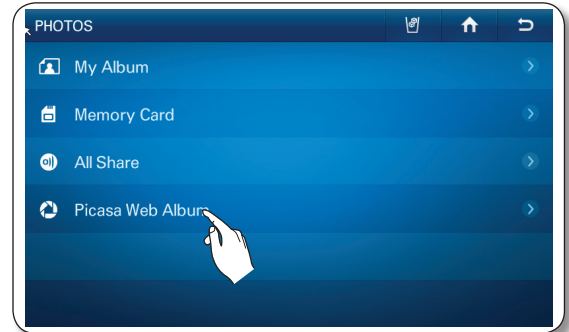 PHOTOS
My Album
Memory Card
All Share
Picasa Web Album